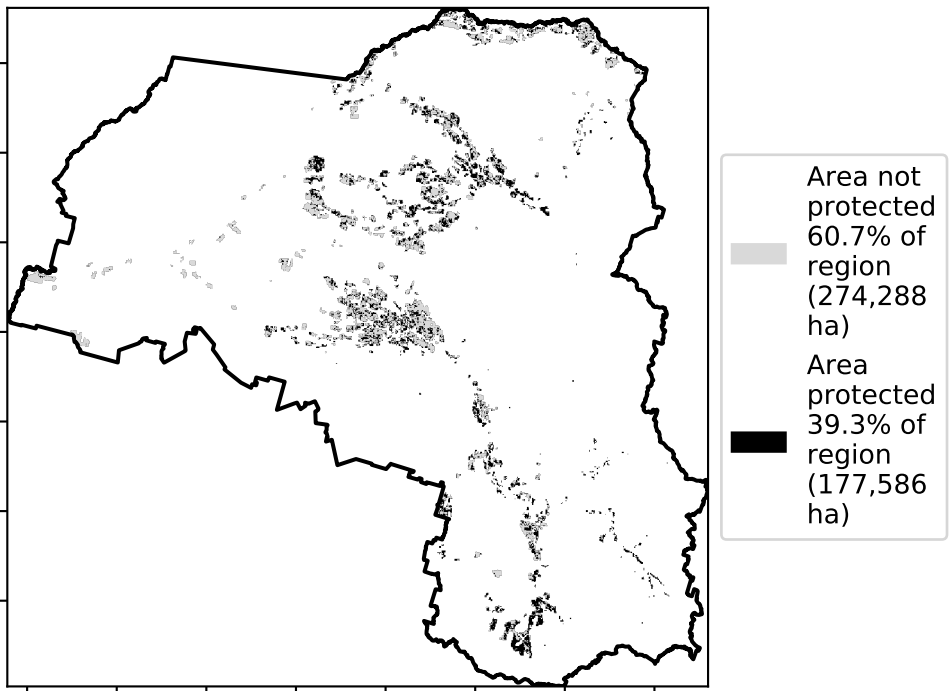 Area not
protected
60.7% of
region
(274,288
ha)
Area
protected
39.3% of
region
(177,586
ha)